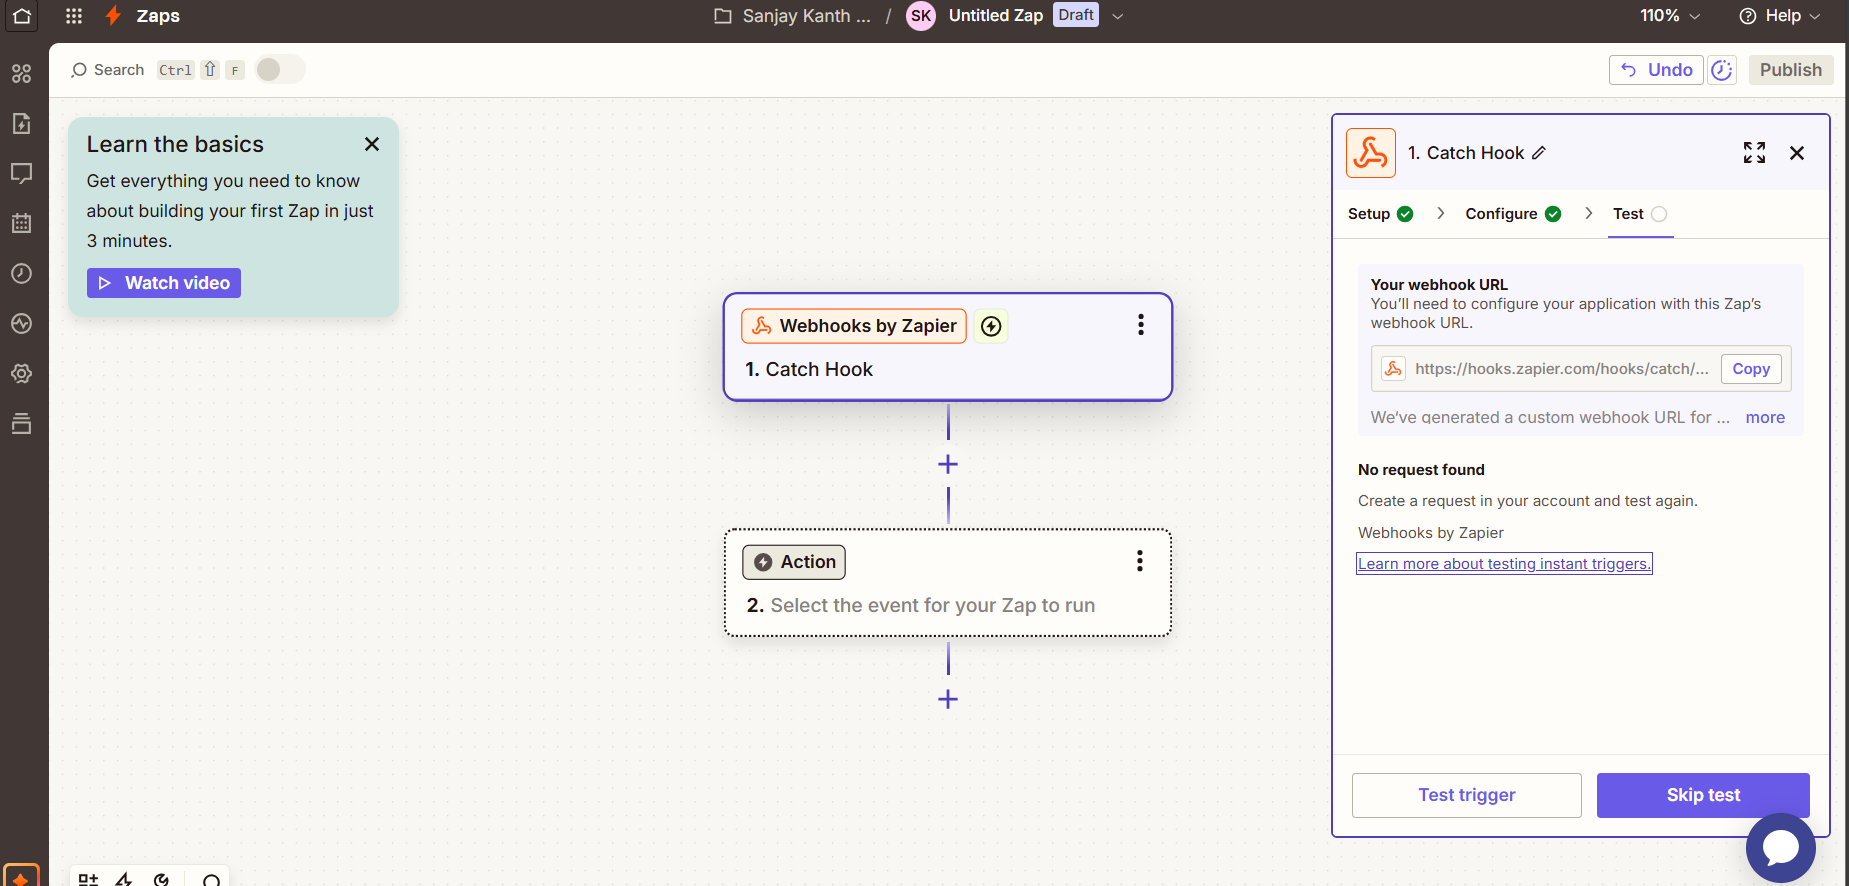 Zaps
Sanjay Kanth ... / SK Untitled Zap Draft
110%
Help
Search Ctrl ⇧ F
Undo
Publish
Learn the basics
Get everything you need to know
about building your first Zap in just
3 minutes.
Watch video
Webhooks by Zapier
1. Catch Hook
Action
2. Select the event for your Zap to run
1. Catch Hook
Setup
Configure
Test
Your webhook URL
You’ll need to configure your application with this Zap’s
webhook URL.
https://hooks.zapier.com/hooks/catch/...
Copy
We’ve generated a custom webhook URL for ... more
No request found
Create a request in your account and test again.
Webhooks by Zapier
Learn more about testing instant triggers.
Test trigger
Skip test